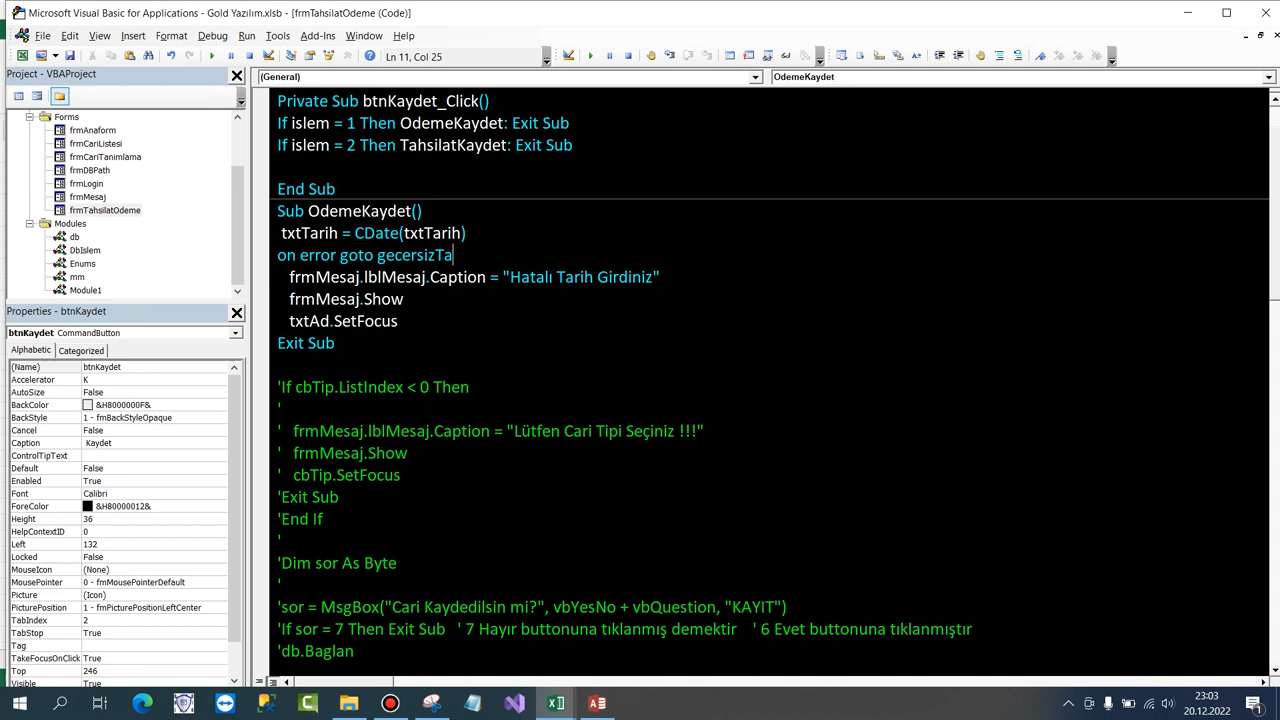 Microsoft Visual Basic for Applications - Gold Yazılım.xlsb - [frmTahsilatOdeme (Code)]
File Edit View Insert Format Debug Run Tools Add-Ins Window Help
Ln 11, Col 25
Project - VBAProject
(General)
OdemeKaydet
Forms
frmAnaform
frmCariListesi
frmCariTanimlama
frmDBPath
frmLogin
frmMesaj
frmTahsilatOdeme
Modules
db
DbIslem
Enums
mm
Module1
Properties - btnKaydet
btnKaydet CommandButton
Alphabetic Categorized
(Name) btnKaydet
Accelerator K
AutoSize False
BackColor &H8000000F&
BackStyle 1 - fmBackStyleOpaque
Cancel False
Caption Kaydet
ControlTipText
Default False
Enabled True
Font Calibri
ForeColor &H80000012&
Height 36
HelpContextID 0
Left 132
Locked False
MouseIcon (None)
MousePointer 0 - fmMousePointerDefault
Picture (Icon)
PicturePosition 1 - fmPicturePositionLeftCenter
TabIndex 2
TabStop True
Tag
TakeFocusOnClick True
Top 246
Visible True
Private Sub btnKaydet_Click()
If islem = 1 Then OdemeKaydet: Exit Sub
If islem = 2 Then TahsilatKaydet: Exit Sub
End Sub
Sub OdemeKaydet()
txtTarih = CDate(txtTarih)
on error goto gecersizTa
frmMesaj.lblMesaj.Caption = "Hatalı Tarih Girdiniz"
frmMesaj.Show
txtAd.SetFocus
Exit Sub
'If cbTip.ListIndex < 0 Then
'
' frmMesaj.lblMesaj.Caption = "Lütfen Cari Tipi Seçiniz !!!"
' frmMesaj.Show
' cbTip.SetFocus
'Exit Sub
'End If
'
'Dim sor As Byte
'
'sor = MsgBox("Cari Kaydedilsin mi?", vbYesNo + vbQuestion, "KAYIT")
'If sor = 7 Then Exit Sub ' 7 Hayır buttonuna tıklanmış demektir ' 6 Evet buttonuna tıklanmıştır
'db.Baglan
23:03
20.12.2022